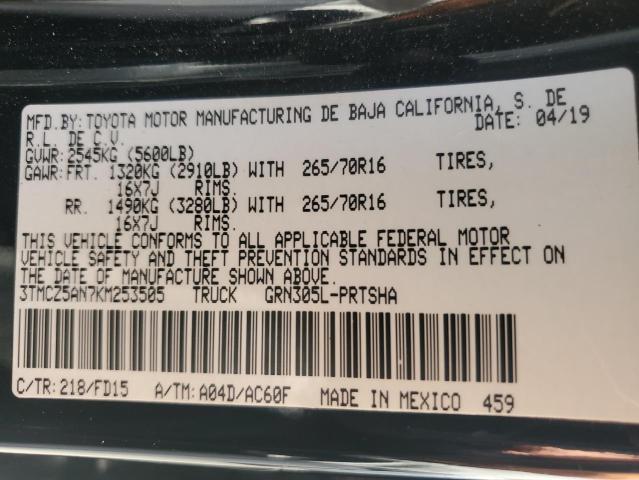 MFD.BY: TOYOTA MOTOR MANUFACTURING DE BAJA CALIFORNIA, S. DE
R.L. DE C.V. DATE: 04/19
GVWR: 2545KG (5600LB)
GAWR: FRT. 1320KG (2910LB) WITH 265/70R16 TIRES,
16X7J RIMS.
RR. 1490KG (3280LB) WITH 265/70R16 TIRES,
16X7J RIMS.
THIS VEHICLE CONFORMS TO ALL APPLICABLE FEDERAL MOTOR
VEHICLE SAFETY AND THEFT PREVENTION STANDARDS IN EFFECT ON
THE DATE OF MANUFACTURE SHOWN ABOVE.
3TMCZ5AN7KM253505 TRUCK GRN305L-PRTSHA
C/TR: 218/FD15 A/TM: A04D/AC60F MADE IN MEXICO 459